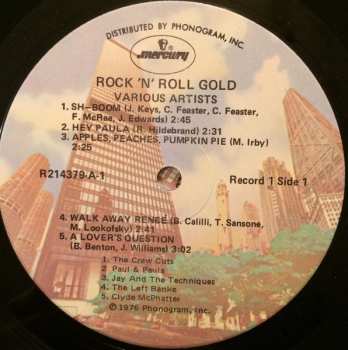 DISTRIBUTED BY PHONOGRAM, INC.
mercury
ROCK 'N' ROLL GOLD
VARIOUS ARTISTS
1. SH-BOOM (J. Keys, C. Feaster, C. Feaster,
F. McRae, J. Edwards) 2:45
2. HEY PAULA (R. Hildebrand) 2:31
3. APPLES, PEACHES, PUMPKIN PIE (M. Irby)
2:25
R214379-A-1
Record 1 Side 1
4. WALK AWAY RENEE (B. Calilli, T. Sansone,
M. Lookofsky) 2:44
5. A LOVER'S QUESTION
(B. Benton, J. Williams) 3:02
1. The Crew Cuts
2. Paul & Paula
3. Jay And The Techniques
4. The Left Banke
5. Clyde McPhatter
©1976 Phonogram, Inc.